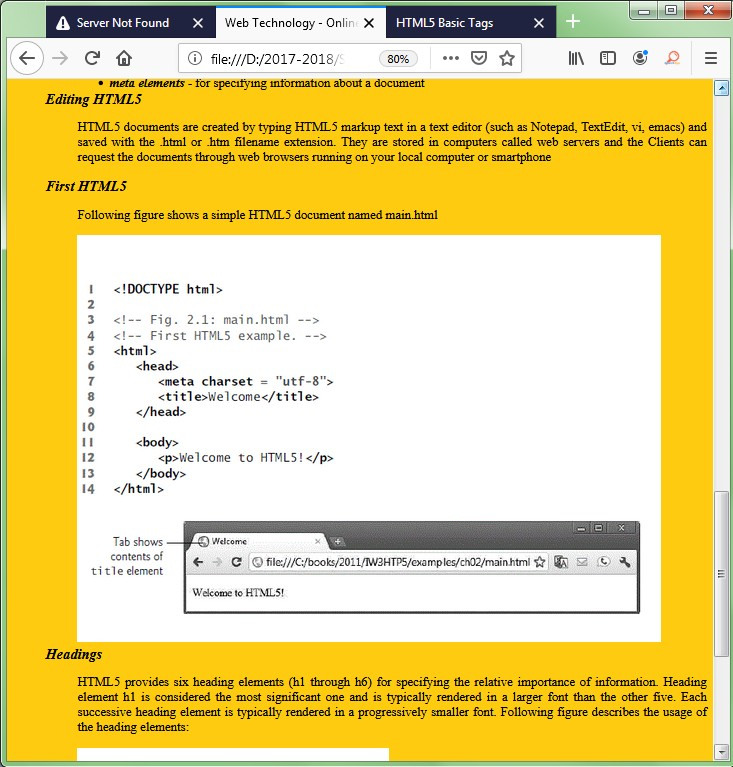 Server Not Found
Web Technology - Onlin
HTML5 Basic Tags
file:///D:/2017-2018/S
80%
• meta elements - for specifying information about a document
Editing HTML5
HTML5 documents are created by typing HTML5 markup text in a text editor (such as Notepad, TextEdit, vi, emacs) and
saved with the .html or .htm filename extension. They are stored in computers called web servers and the Clients can
request the documents through web browsers running on your local computer or smartphone
First HTML5
Following figure shows a simple HTML5 document named main.html
1 <!DOCTYPE html>
2
3 <!-- Fig. 2.1: main.html -->
4 <!-- First HTML5 example. -->
5 <html>
6 <head>
7 <meta charset = "utf-8">
8 <title>Welcome</title>
9 </head>
10
11 <body>
12 <p>Welcome to HTML5!</p>
13 </body>
14 </html>
Tab shows
contents of
title element
Welcome
file:///C:/books/2011/IW3HTP5/examples/ch02/main.html
Welcome to HTML5!
Headings
HTML5 provides six heading elements (h1 through h6) for specifying the relative importance of information. Heading
element h1 is considered the most significant one and is typically rendered in a larger font than the other five. Each
successive heading element is typically rendered in a progressively smaller font. Following figure describes the usage of
the heading elements: